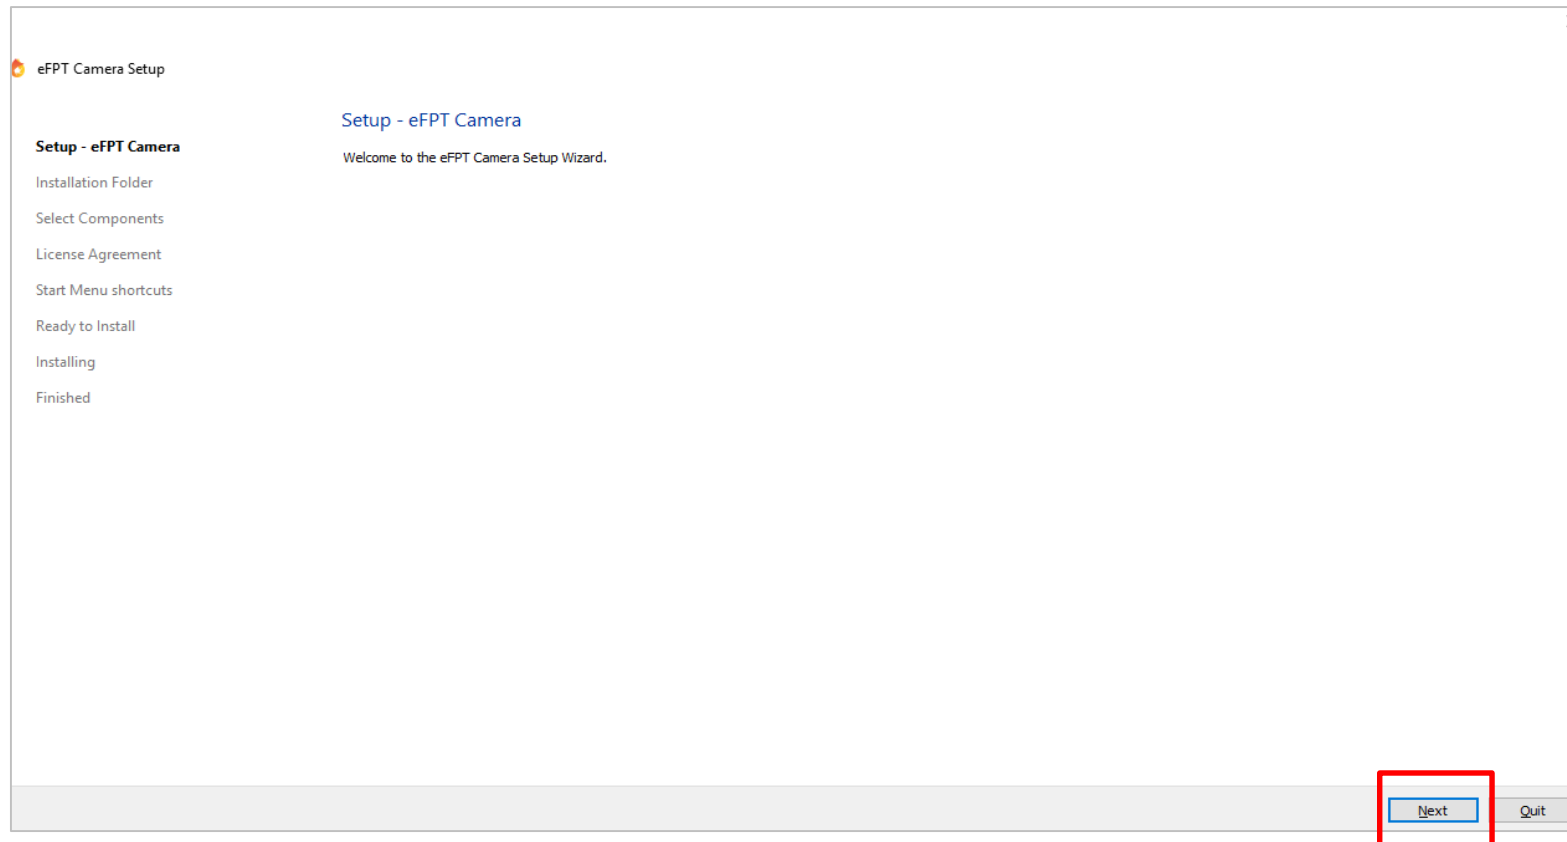 eFPT Camera Setup
Setup - eFPT Camera
Installation Folder
Select Components
License Agreement
Start Menu shortcuts
Ready to Install
Installing
Finished
Setup - eFPT Camera
Welcome to the eFPT Camera Setup Wizard.
Next
Quit